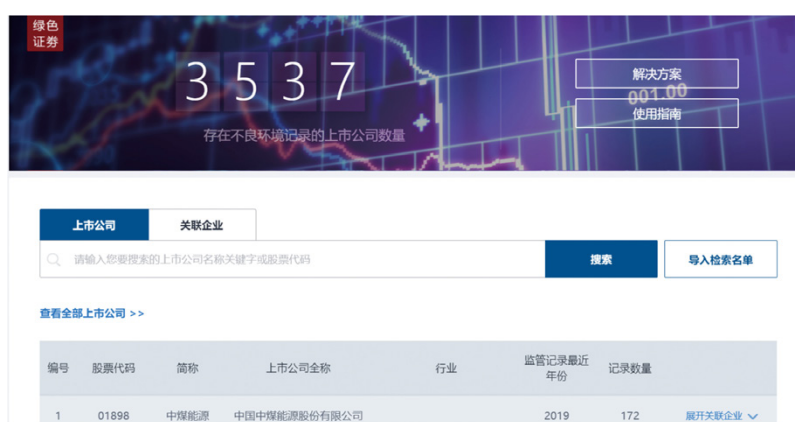 绿色
证券
3537
存在不良环境记录的上市公司数量
解决方案
001.00
使用指南
上市公司 关联企业
请输入您要搜索的上市公司名称关键字或股票代码 搜索 导入检索名单
查看全部上市公司 >>
编号 股票代码 简称 上市公司全称 行业 监管记录最近年份 记录数量
1 01898 中煤能源 中国中煤能源股份有限公司 2019 172 展开关联企业